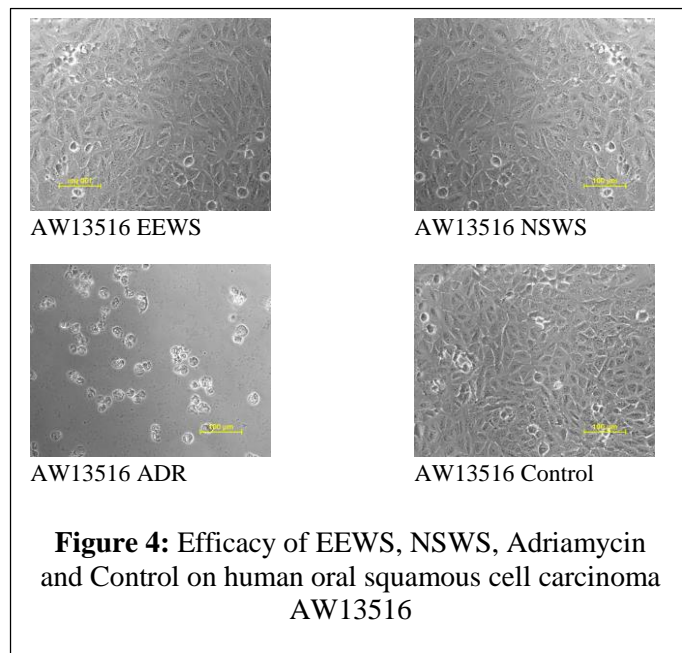 100 µm
100 µm
AW13516 EEWS
AW13516 NSWS
100 µm
100 µm
AW13516 ADR
AW13516 Control
Figure 4: Efficacy of EEWS, NSWS, Adriamycin
and Control on human oral squamous cell carcinoma
AW13516